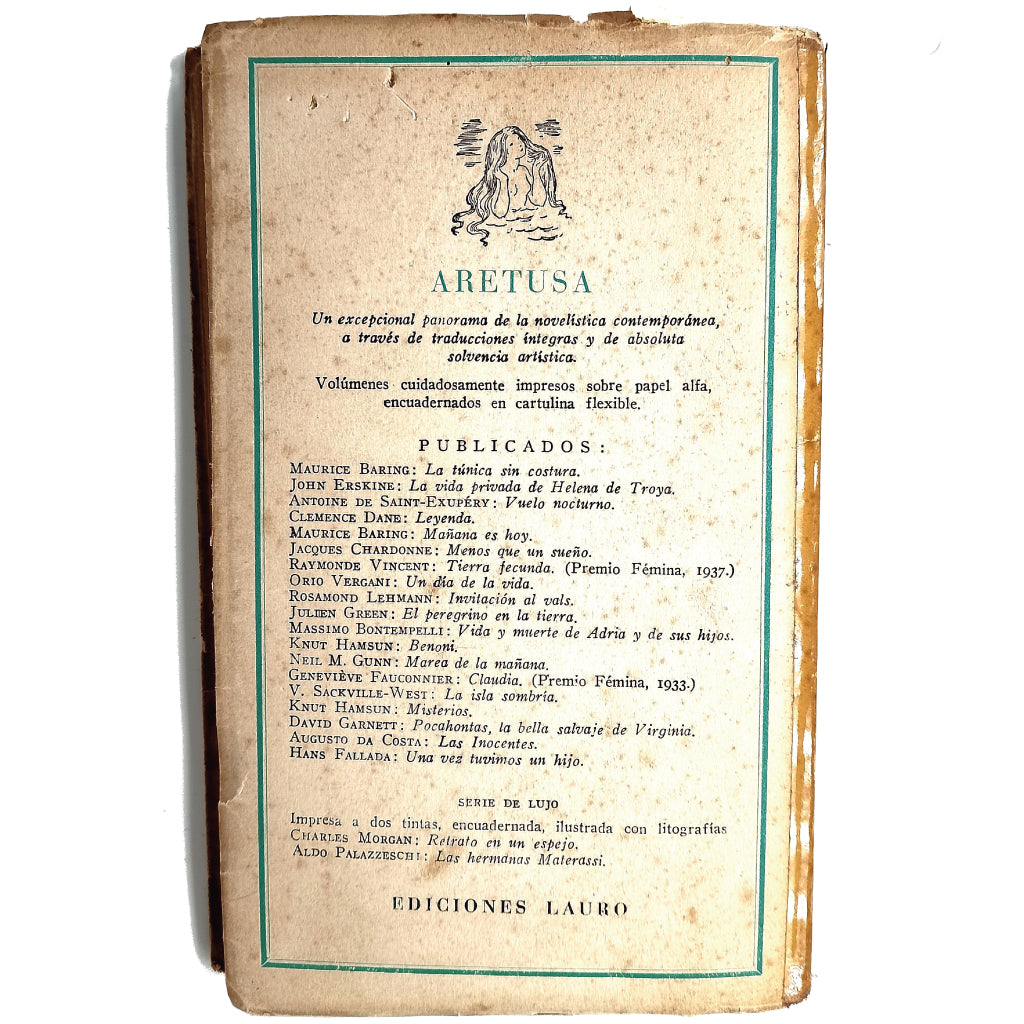 ARETUSA
Un excepcional panorama de la novelística contemporánea,
a través de traducciones íntegras y de absoluta
solvencia artística.
Volúmenes cuidadosamente impresos sobre papel alfa,
encuadernados en cartulina flexible.
PUBLICADOS:
MAURICE BARING: La túnica sin costura.
JOHN ERSKINE: La vida privada de Helena de Troya.
ANTOINE DE SAINT-EXUPÉRY: Vuelo nocturno.
CLEMENCE DANE: Leyenda.
MAURICE BARING: Mañana es hoy.
JACQUES CHARDONNE: Menos que un sueño.
RAYMONDE VINCENT: Tierra fecunda. (Premio Fémina, 1937.)
ORIO VERGANI: Un día de la vida.
ROSAMOND LEHMANN: Invitación al vals.
JULIEN GREEN: El peregrino en la tierra.
MASSIMO BONTEMPELLI: Vida y muerte de Adria y de sus hijos.
KNUT HAMSUN: Benoni.
NEIL M. GUNN: Marea de la mañana.
GENEVIÈVE FAUCONNIER: Claudia. (Premio Fémina, 1933.)
V. SACKVILLE-WEST: La isla sombría.
KNUT HAMSUN: Misterios.
DAVID GARNETT: Pocahontas, la bella salvaje de Virginia.
AUGUSTO DA COSTA: Las Inocentes.
HANS FALLADA: Una vez tuvimos un hijo.
SERIE DE LUJO
Impresa a dos tintas, encuadernada, ilustrada con litografías
CHARLES MORGAN: Retrato en un espejo.
ALDO PALAZZESCHI: Las hermanas Materassi.
EDICIONES LAURO